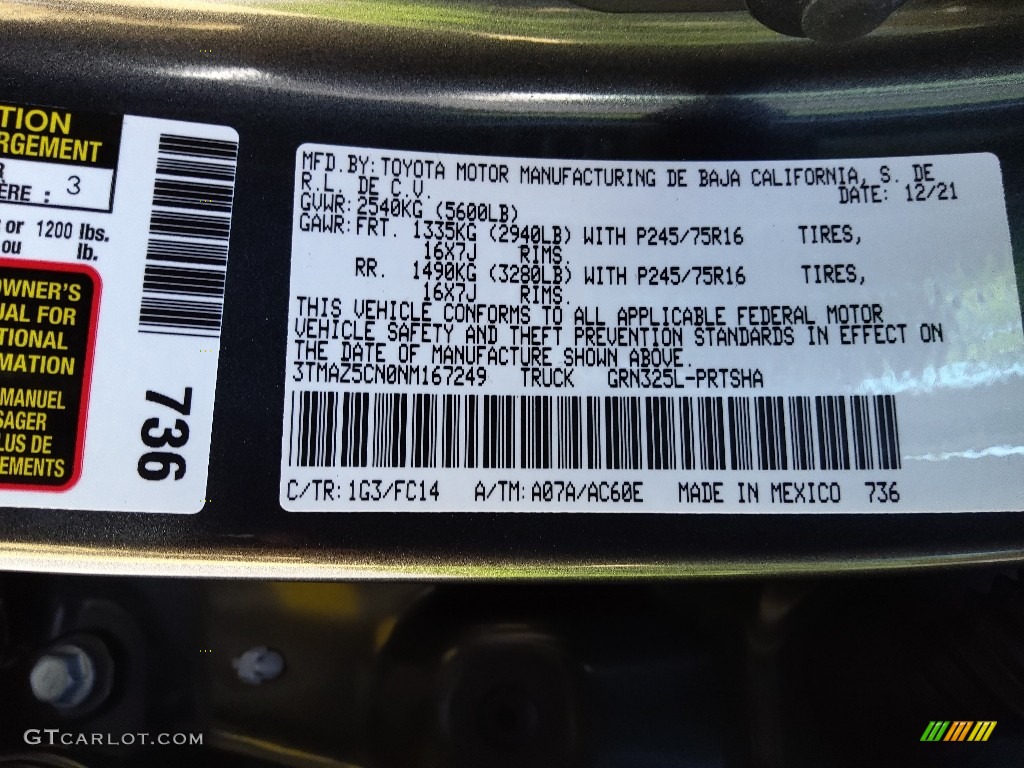 TION
RGEMENT
R
ÈRE : 3
or 1200 lbs.
ou lb.
OWNER'S
UAL FOR
TIONAL
MATION
MANUEL
SAGER
LUS DE
EMENTS
736
MFD. BY: TOYOTA MOTOR MANUFACTURING DE BAJA CALIFORNIA, S. DE
R.L. DE C.V. DATE: 12/21
GVWR: 2540KG (5600LB)
GAWR: FRT. 1335KG (2940LB) WITH P245/75R16 TIRES,
16X7J RIMS.
RR. 1490KG (3280LB) WITH P245/75R16 TIRES,
16X7J RIMS.
THIS VEHICLE CONFORMS TO ALL APPLICABLE FEDERAL MOTOR
VEHICLE SAFETY AND THEFT PREVENTION STANDARDS IN EFFECT ON
THE DATE OF MANUFACTURE SHOWN ABOVE.
3TMAZ5CN0NM167249 TRUCK GRN325L-PRTSHA
C/TR: 1G3/FC14 A/TM: A07A/AC60E MADE IN MEXICO 736
GTCARLOT.COM